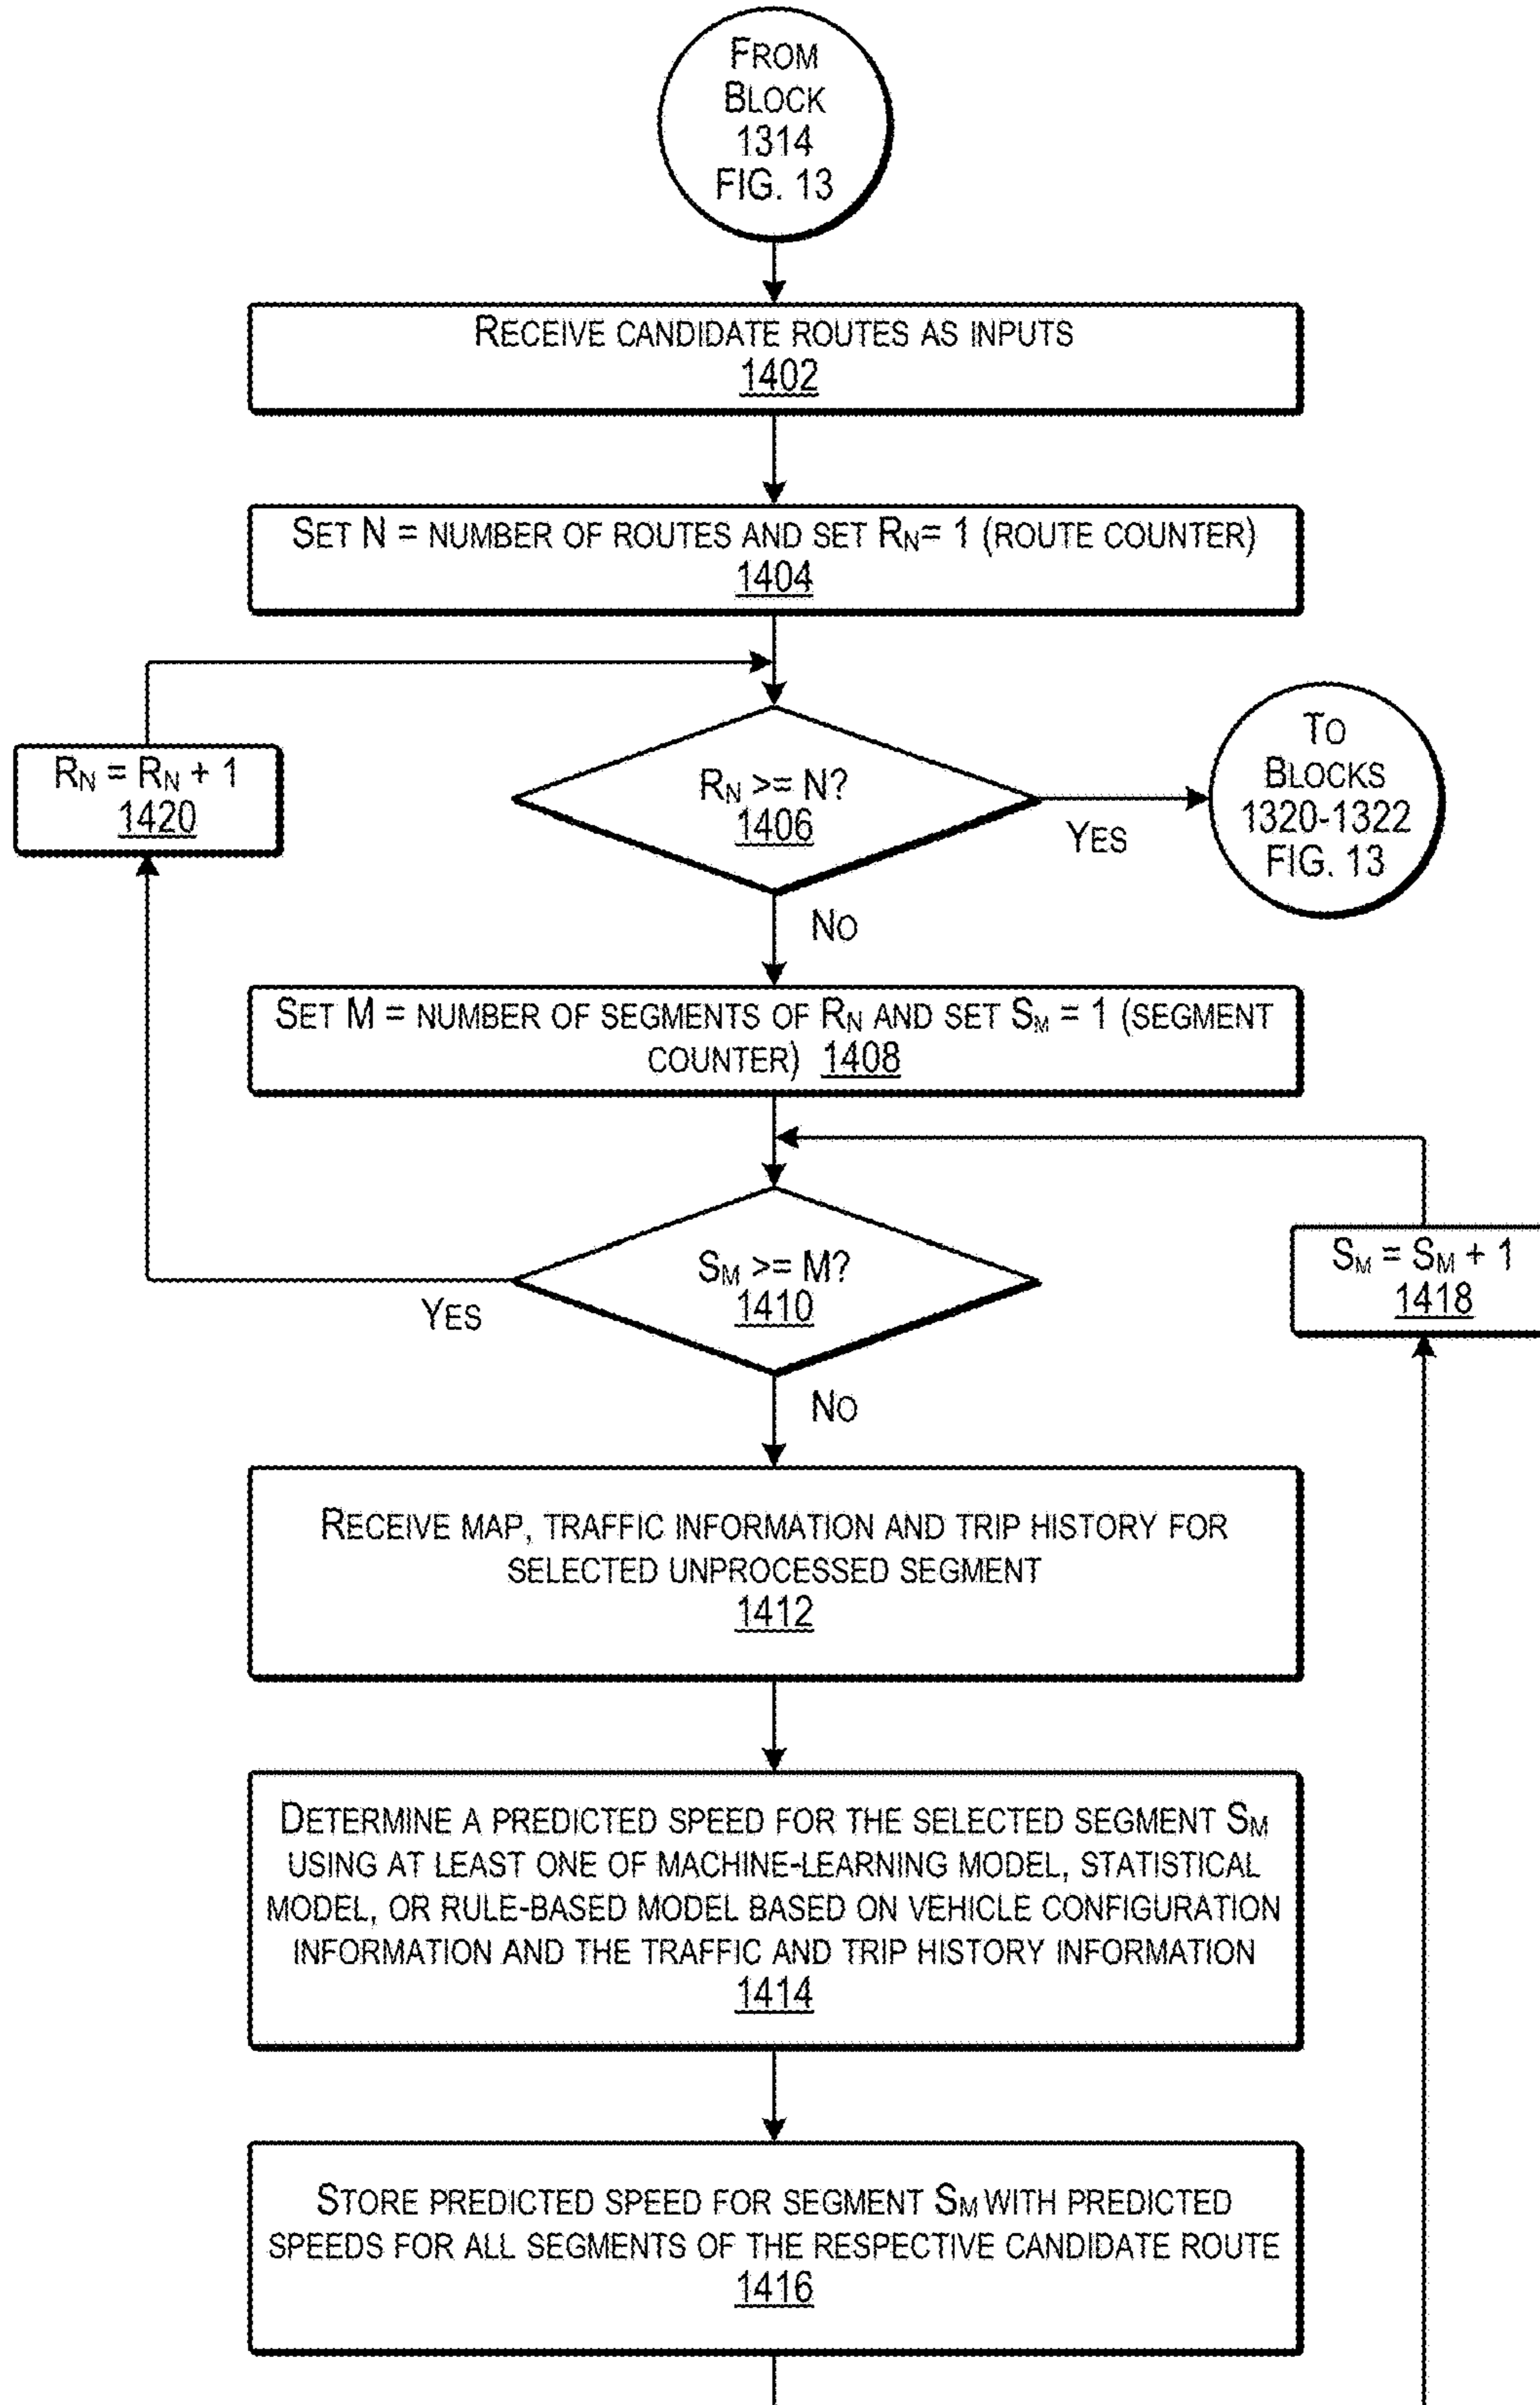 FROM
BLOCK
1314
FIG. 13
RECEIVE CANDIDATE ROUTES AS INPUTS
1402
SET N = NUMBER OF ROUTES AND SET RN= 1 (ROUTE COUNTER)
1404
RN = RN + 1
1420
RN >= N?
1406
YES
TO
BLOCKS
1320-1322
FIG. 13
NO
SET M = NUMBER OF SEGMENTS OF RN AND SET SM = 1 (SEGMENT
COUNTER) 1408
SM >= M?
1410
YES
SM = SM + 1
1418
NO
RECEIVE MAP, TRAFFIC INFORMATION AND TRIP HISTORY FOR
SELECTED UNPROCESSED SEGMENT
1412
DETERMINE A PREDICTED SPEED FOR THE SELECTED SEGMENT SM
USING AT LEAST ONE OF MACHINE-LEARNING MODEL, STATISTICAL
MODEL, OR RULE-BASED MODEL BASED ON VEHICLE CONFIGURATION
INFORMATION AND THE TRAFFIC AND TRIP HISTORY INFORMATION
1414
STORE PREDICTED SPEED FOR SEGMENT SM WITH PREDICTED
SPEEDS FOR ALL SEGMENTS OF THE RESPECTIVE CANDIDATE ROUTE
1416